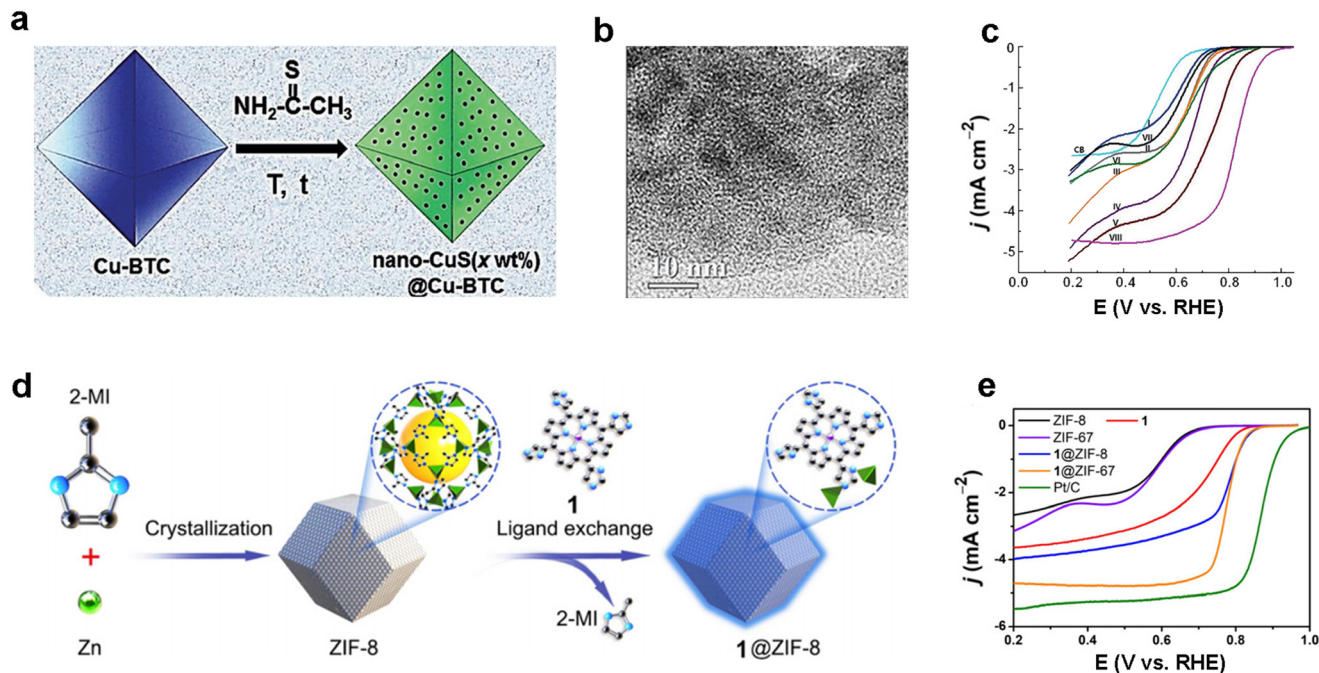 a
S
NH₂-C-CH₃
T, t
Cu-BTC
nano-CuS(x wt%)
@Cu-BTC
b
10 nm
c
j (mA cm⁻²)
0
-1
-2
-3
-4
-5
CB
I
VII
II
VI
III
IV
V
VIII
0.0 0.2 0.4 0.6 0.8 1.0
E (V vs. RHE)
d
2-MI
+
Zn
Crystallization
ZIF-8
1
Ligand exchange
2-MI
1@ZIF-8
e
j (mA cm⁻²)
0
-2
-4
-6
ZIF-8 1
ZIF-67
1@ZIF-8
1@ZIF-67
Pt/C
0.2 0.4 0.6 0.8 1.0
E (V vs. RHE)